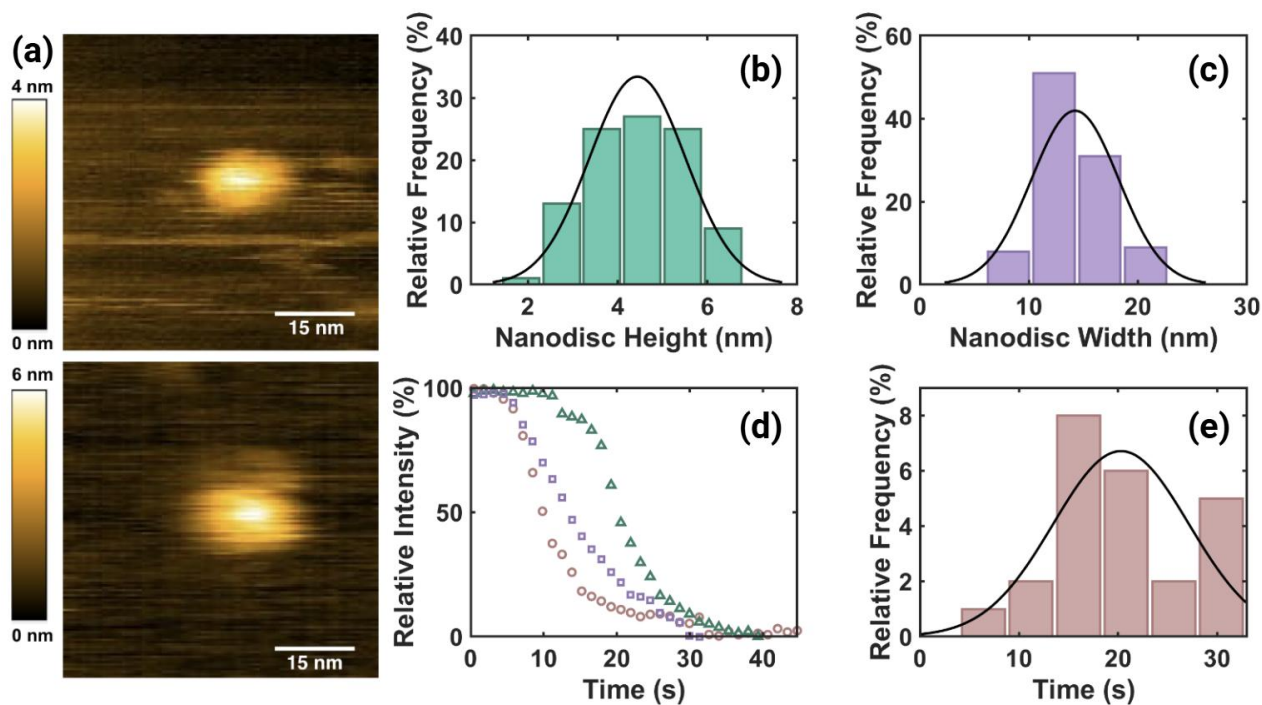 (a)
4 nm
0 nm
15 nm
6 nm
0 nm
15 nm
(b)
Relative Frequency (%)
40
30
20
10
0
2
4
6
8
Nanodisc Height (nm)
(c)
Relative Frequency (%)
60
40
20
0
0
10
20
30
Nanodisc Width (nm)
(d)
Relative Intensity (%)
100
50
0
0
10
20
30
40
Time (s)
(e)
Relative Frequency (%)
8
6
4
2
0
0
10
20
30
Time (s)